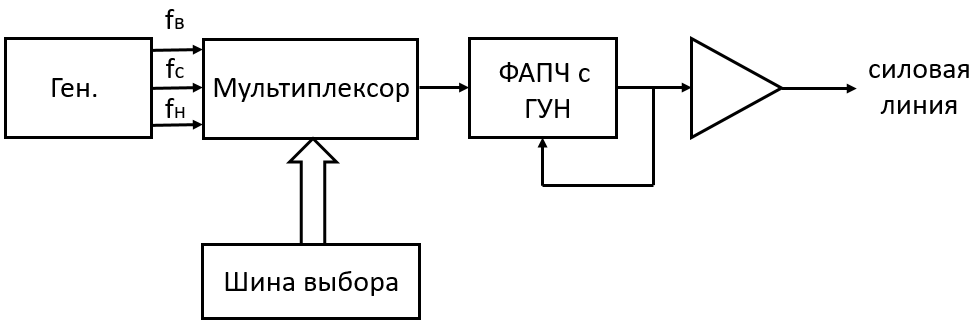 fв
Ген.
fс
fн
Мультиплексор
ФАПЧ с
ГУН
силовая
линия
Шина выбора